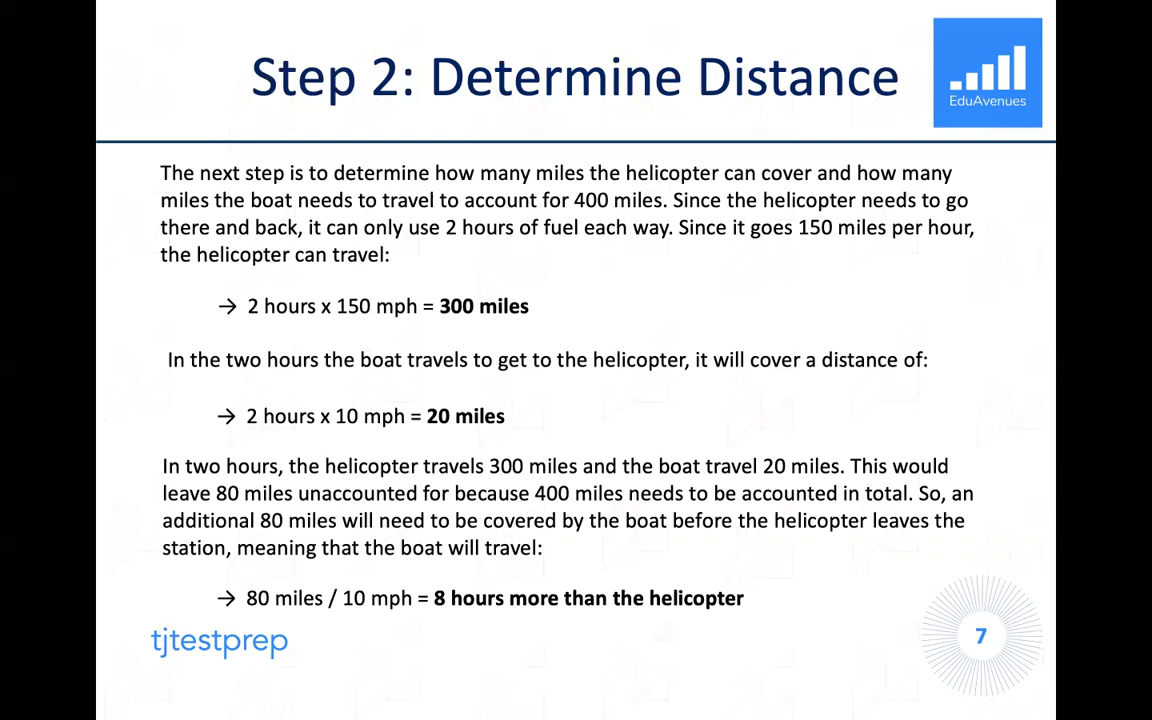 Step 2: Determine Distance
EduAvenues
The next step is to determine how many miles the helicopter can cover and how many
miles the boat needs to travel to account for 400 miles. Since the helicopter needs to go
there and back, it can only use 2 hours of fuel each way. Since it goes 150 miles per hour,
the helicopter can travel:
→ 2 hours x 150 mph = 300 miles
In the two hours the boat travels to get to the helicopter, it will cover a distance of:
→ 2 hours x 10 mph = 20 miles
In two hours, the helicopter travels 300 miles and the boat travel 20 miles. This would
leave 80 miles unaccounted for because 400 miles needs to be accounted in total. So, an
additional 80 miles will need to be covered by the boat before the helicopter leaves the
station, meaning that the boat will travel:
→ 80 miles / 10 mph = 8 hours more than the helicopter
tjtestprep
7